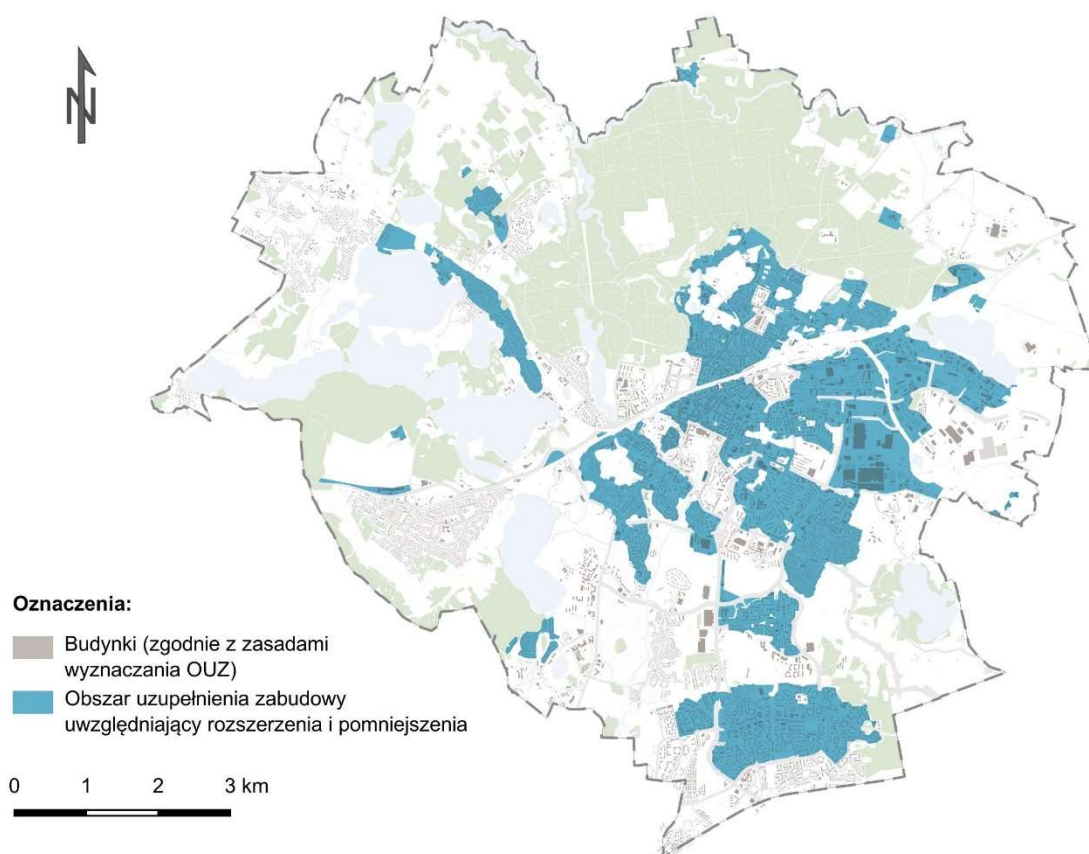 N
Oznaczenia:
Budynki (zgodnie z zasadami
wyznaczania OUZ)
Obszar uzupełnienia zabudowy
uwzględniający rozszerzenia i pomniejszenia
0 1 2 3 km